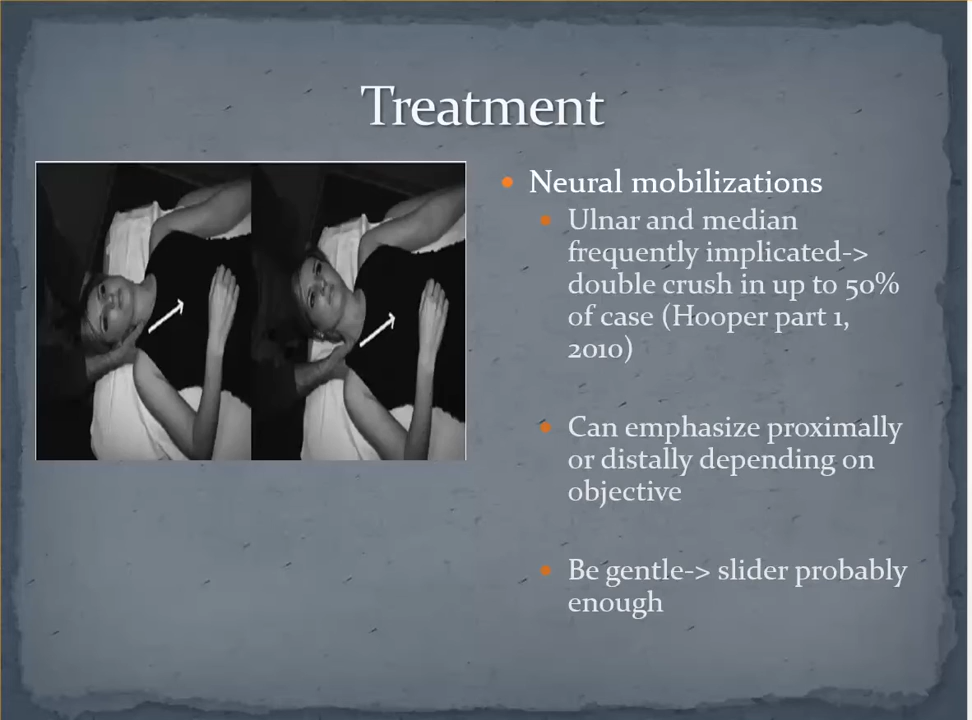 Treatment
Neural mobilizations
Ulnar and median
frequently implicated->
double crush in up to 50%
of case (Hooper part 1,
2010)
Can emphasize proximally
or distally depending on
objective
Be gentle-> slider probably
enough